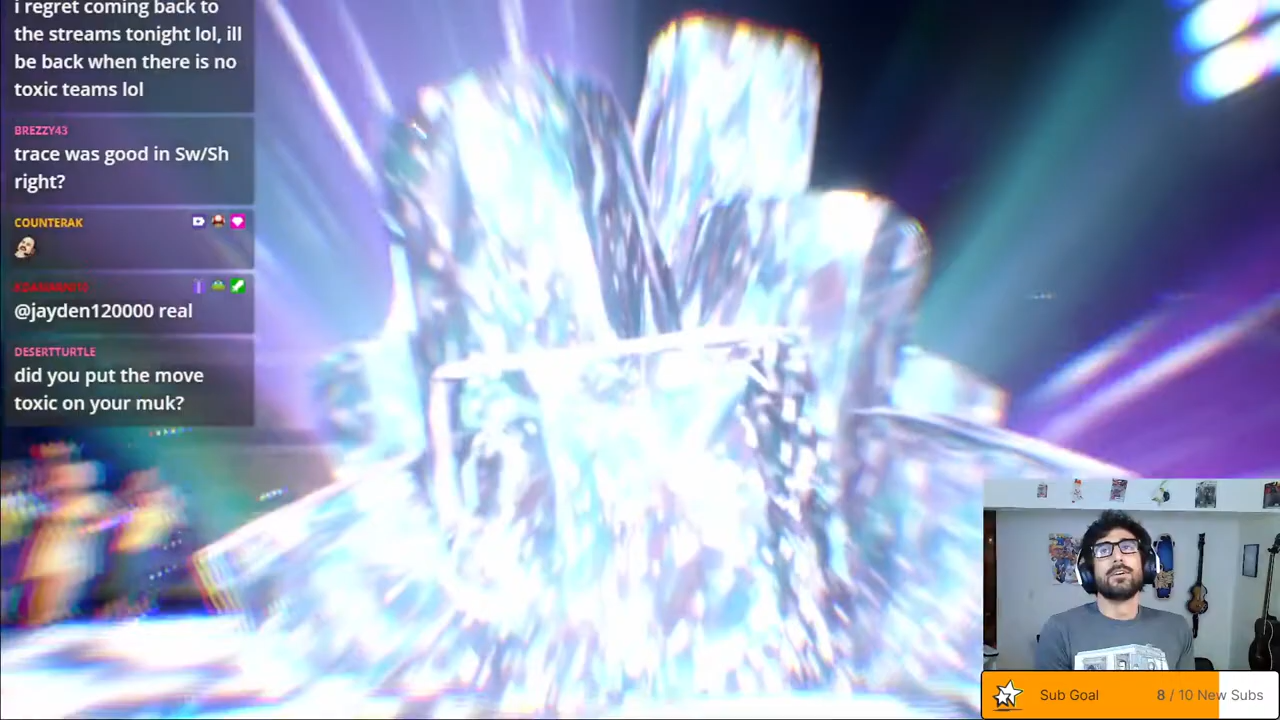 i regret coming back to
the streams tonight lol, ill
be back when there is no
toxic teams lol
BREZZY43
trace was good in Sw/Sh
right?
COUNTERAK
@jayden120000 real
DESERTTURTLE
did you put the move
toxic on your muk?
Sub Goal 8 / 10 New Subs